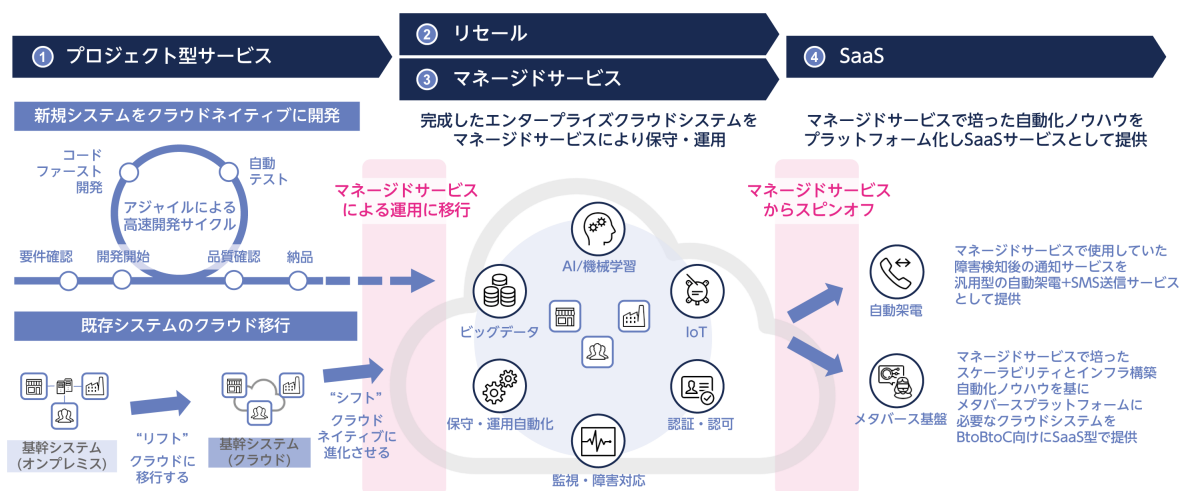 1 プロジェクト型サービス
2 リセール
3 マネージドサービス
4 SaaS
新規システムをクラウドネイティブに開発
コード
ファースト
開発
自動
テスト
アジャイルによる
高速開発サイクル
要件確認
開発開始
品質確認
納品
既存システムのクラウド移行
基幹システム
(オンプレミス)
“リフト”
クラウドに
移行する
基幹システム
(クラウド)
“シフト”
クラウド
ネイティブに
進化させる
完成したエンタープライズクラウドシステムを
マネージドサービスにより保守・運用
マネージドサービス
による運用に移行
AI/機械学習
ビッグデータ
IoT
保守・運用自動化
認証・認可
監視・障害対応
マネージドサービスで培った自動化ノウハウを
プラットフォーム化しSaaSサービスとして提供
マネージドサービス
からスピンオフ
自動架電
マネージドサービスで使用していた
障害検知後の通知サービスを
汎用型の自動架電+SMS送信サービス
として提供
メタバース基盤
マネージドサービスで培った
スケーラビリティとインフラ構築
自動化ノウハウを基に
メタバースプラットフォームに
必要なクラウドシステムを
BtoBtoC向けにSaaS型で提供